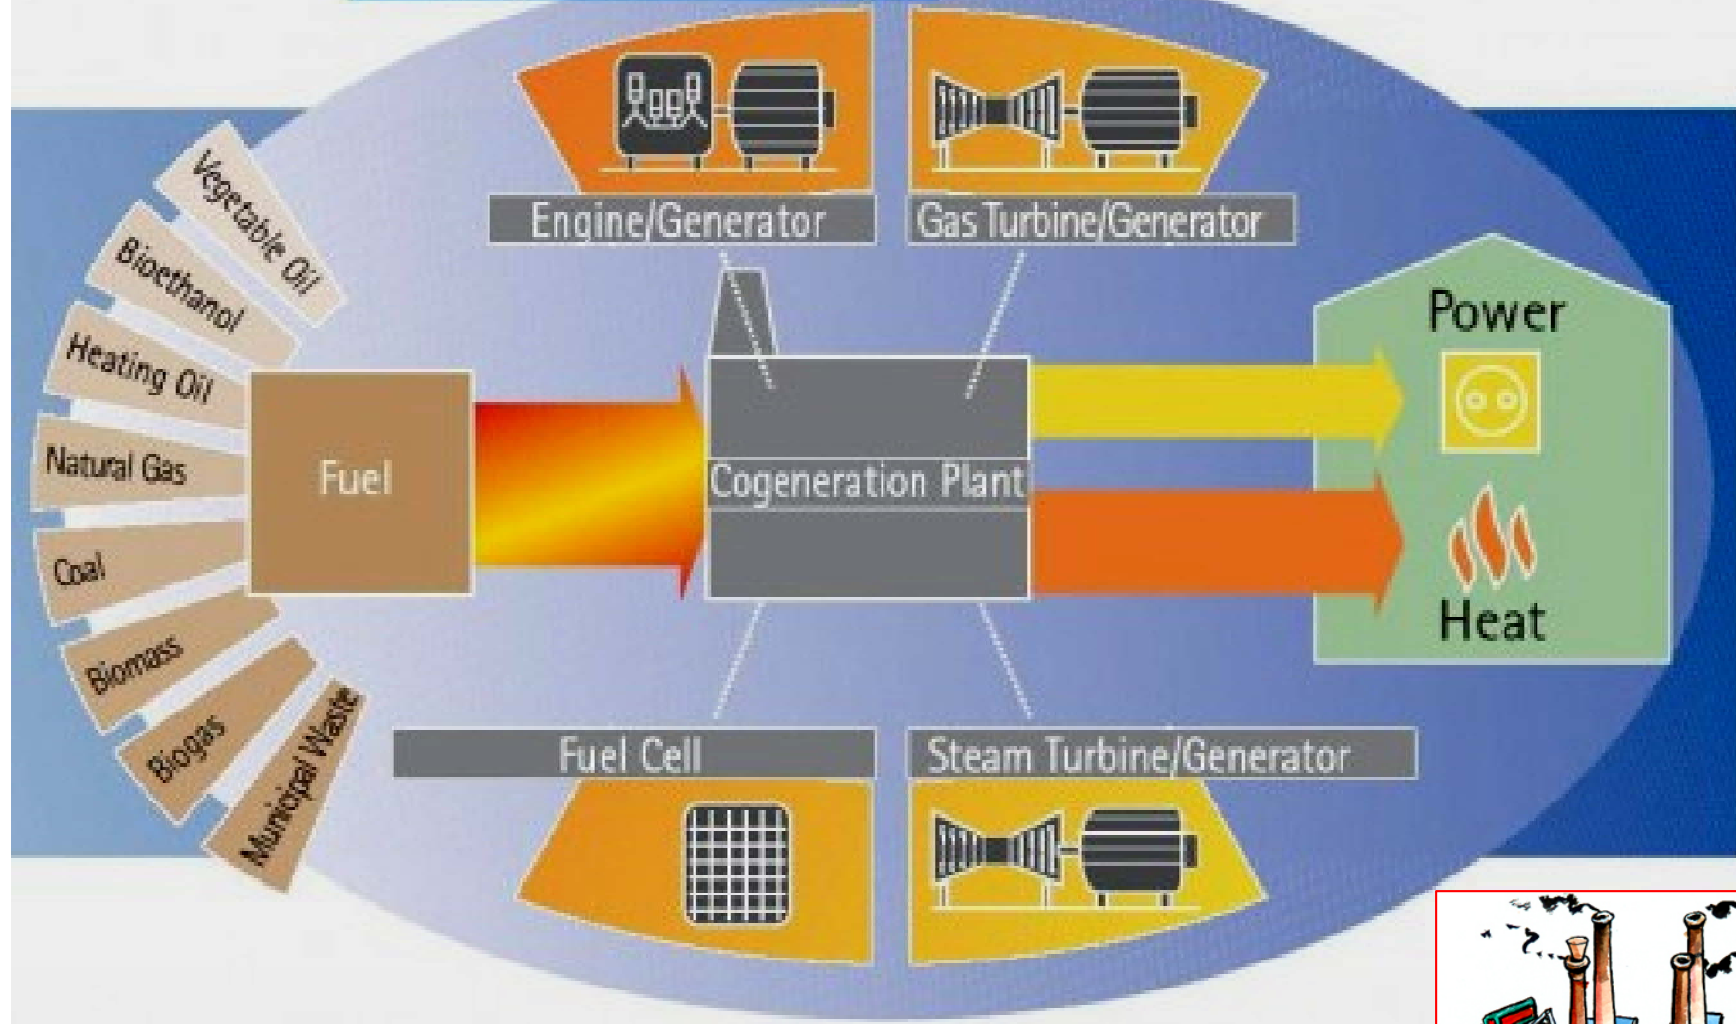 Engine/Generator
Gas Turbine/Generator
Vegetable Oil
Bioethanol
Heating Oil
Natural Gas
Coal
Biomass
Biogas
Municipal Waste
Fuel
Cogeneration Plant
Power
Heat
Fuel Cell
Steam Turbine/Generator